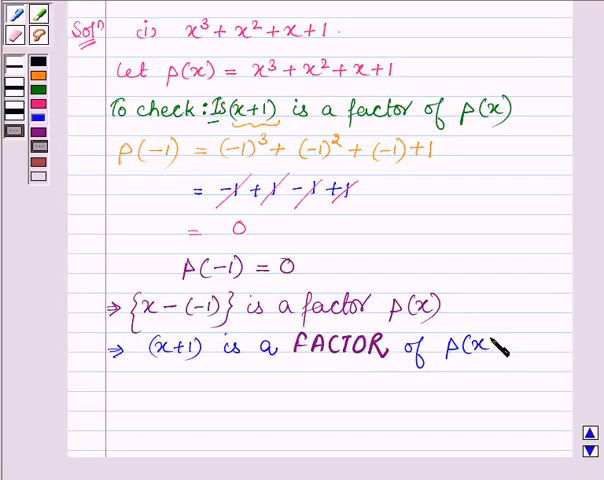 Solⁿ (i) x³ + x² + x + 1.
Let p(x) = x³ + x² + x + 1
To check: Is (x+1) is a factor of p(x)
p(-1) = (-1)³ + (-1)² + (-1) + 1
= -1 + 1 - 1 + 1
= 0
p(-1) = 0
⇒ {x - (-1)} is a factor p(x)
⇒ (x+1) is a FACTOR of p(x